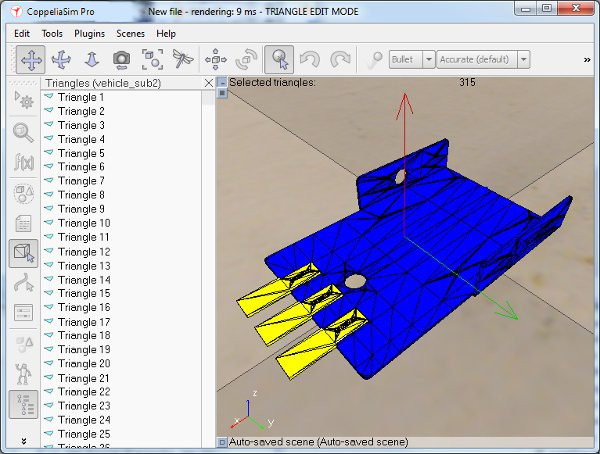 CoppeliaSim Pro
New file - rendering: 9 ms - TRIANGLE EDIT MODE
Edit Tools Plugins Scenes Help
Bullet Accurate (default) »
Triangles (vehicle_sub2)
Selected triangles: 315
f(x)
Triangle 1
Triangle 2
Triangle 3
Triangle 4
Triangle 5
Triangle 6
Triangle 7
Triangle 8
Triangle 9
Triangle 10
Triangle 11
Triangle 12
Triangle 13
Triangle 14
Triangle 15
Triangle 16
Triangle 17
Triangle 18
Triangle 19
Triangle 20
Triangle 21
Triangle 22
Triangle 23
Triangle 24
Triangle 25
Triangle 26
z
x
y
Auto-saved scene (Auto-saved scene)